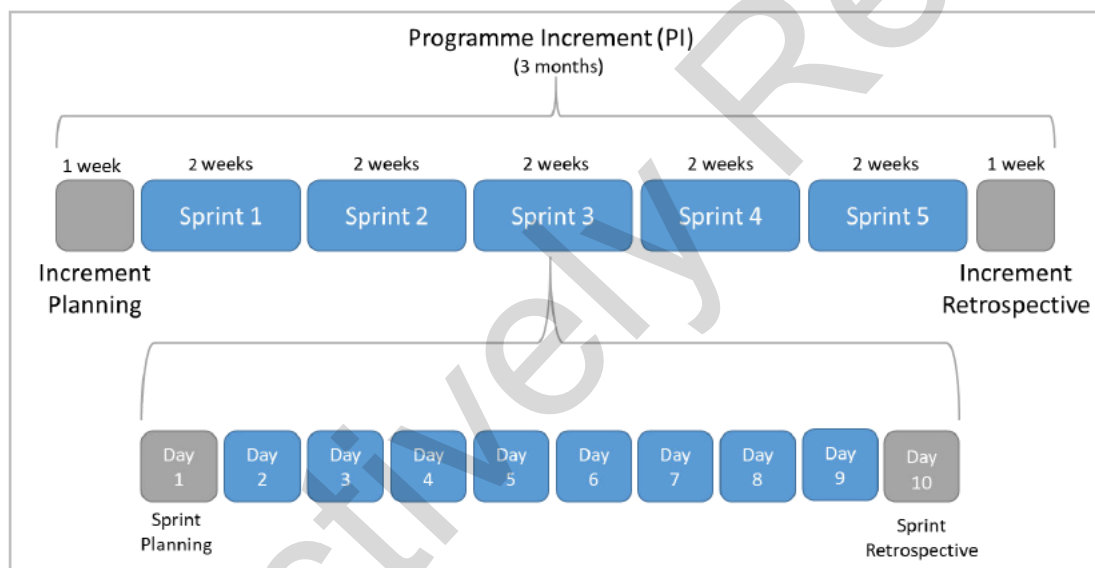 Programme Increment (PI)
(3 months)
1 week 2 weeks 2 weeks 2 weeks 2 weeks 2 weeks 1 week
Sprint 1 Sprint 2 Sprint 3 Sprint 4 Sprint 5
Increment Planning
Increment Retrospective
Day 1 Day 2 Day 3 Day 4 Day 5 Day 6 Day 7 Day 8 Day 9 Day 10
Sprint Planning
Sprint Retrospective
ctively Re